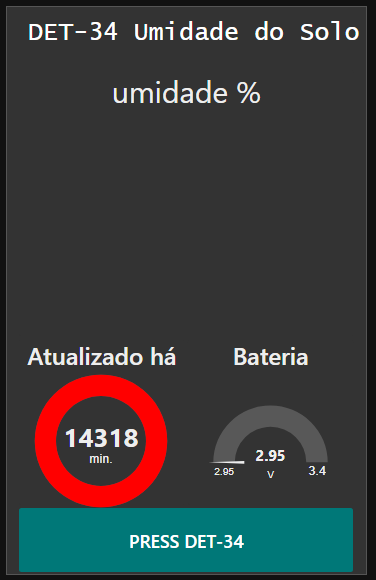 DET-34 Umidade do Solo
umidade %
Atualizado há
Bateria
14318
min.
2.95
V
2.95
3.4
PRESS DET-34